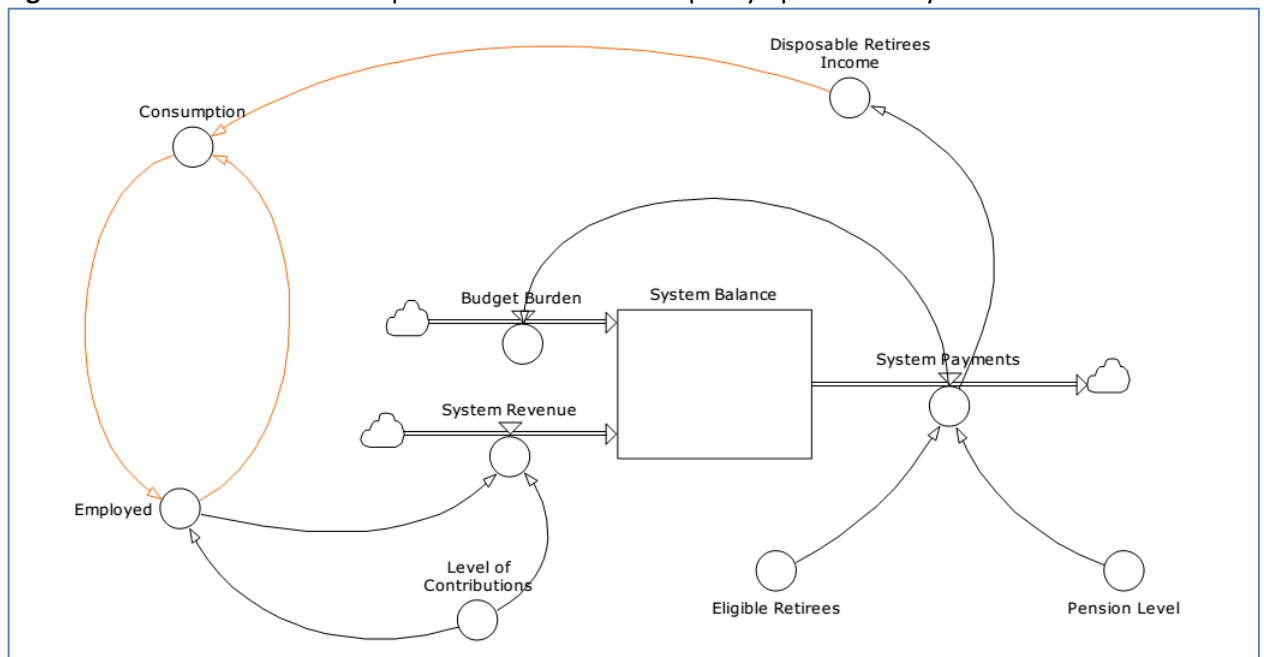 Disposable Retirees
Income
Consumption
Budget Burden
System Balance
System Payments
System Revenue
Employed
Level of
Contributions
Eligible Retirees
Pension Level